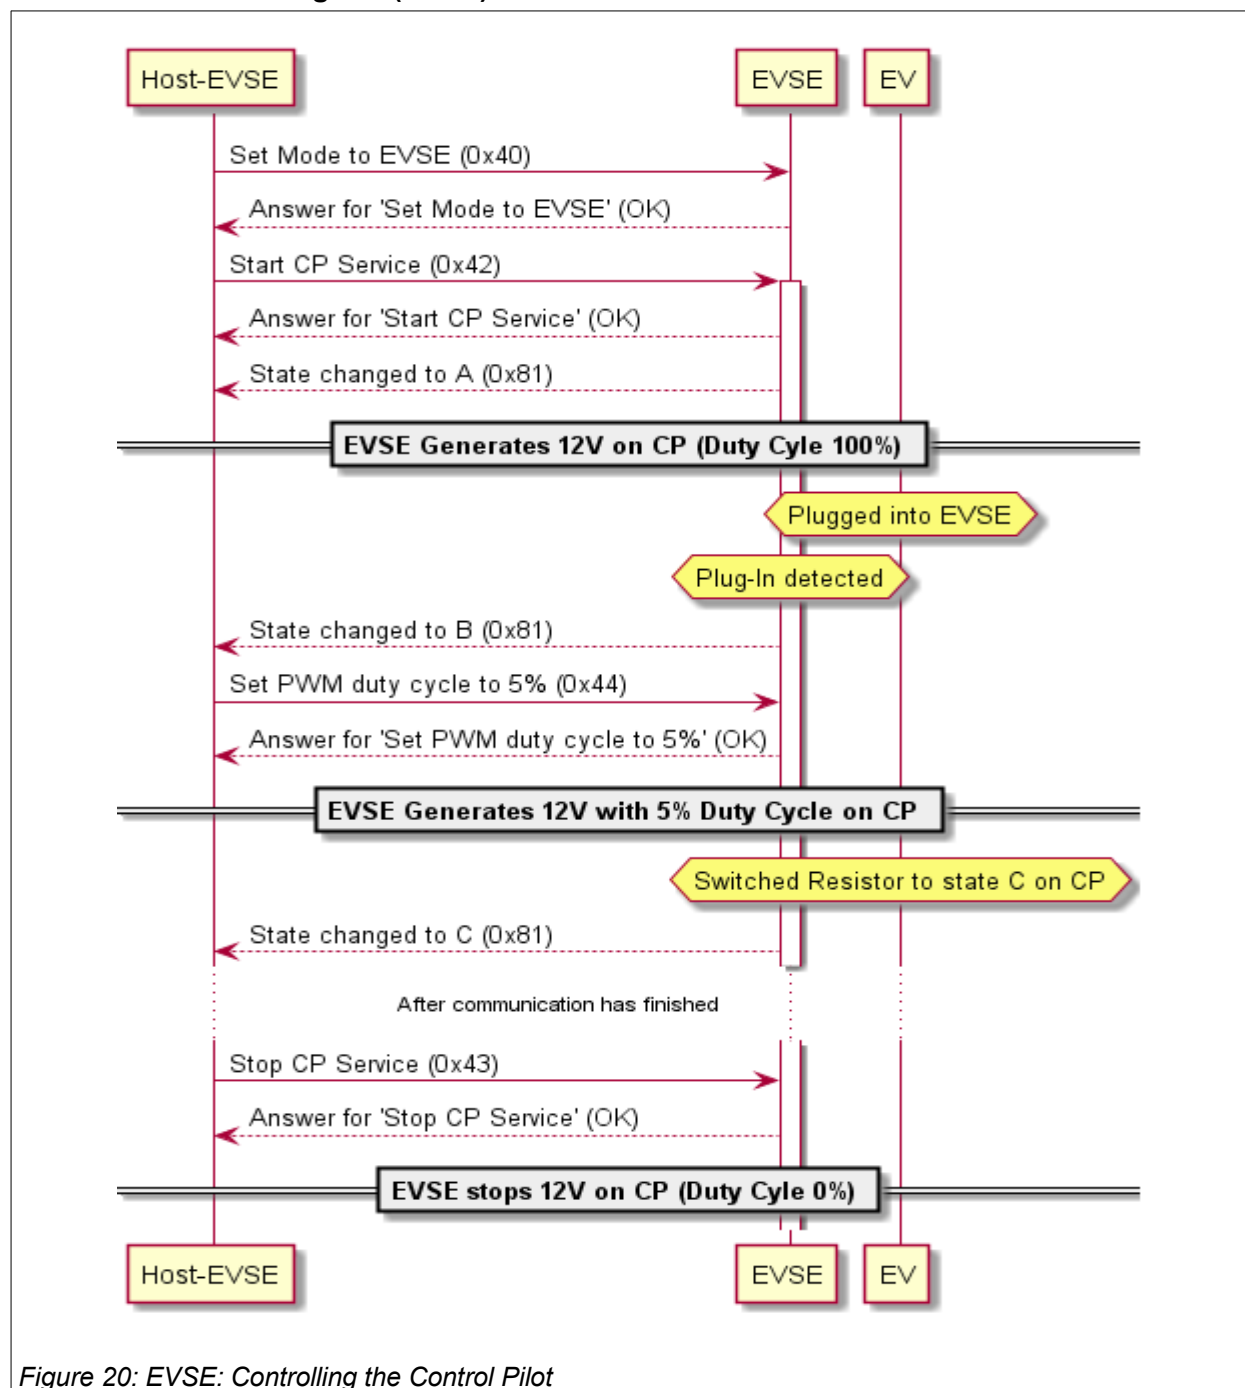 Host-EVSE EVSE EV
Set Mode to EVSE (0x40)
Answer for 'Set Mode to EVSE' (OK)
Start CP Service (0x42)
Answer for 'Start CP Service' (OK)
State changed to A (0x81)
EVSE Generates 12V on CP (Duty Cyle 100%)
Plugged into EVSE
Plug-In detected
State changed to B (0x81)
Set PWM duty cycle to 5% (0x44)
Answer for 'Set PWM duty cycle to 5%' (OK)
EVSE Generates 12V with 5% Duty Cycle on CP
Switched Resistor to state C on CP
State changed to C (0x81)
After communication has finished
Stop CP Service (0x43)
Answer for 'Stop CP Service' (OK)
EVSE stops 12V on CP (Duty Cyle 0%)
Host-EVSE EVSE EV
Figure 20: EVSE: Controlling the Control Pilot